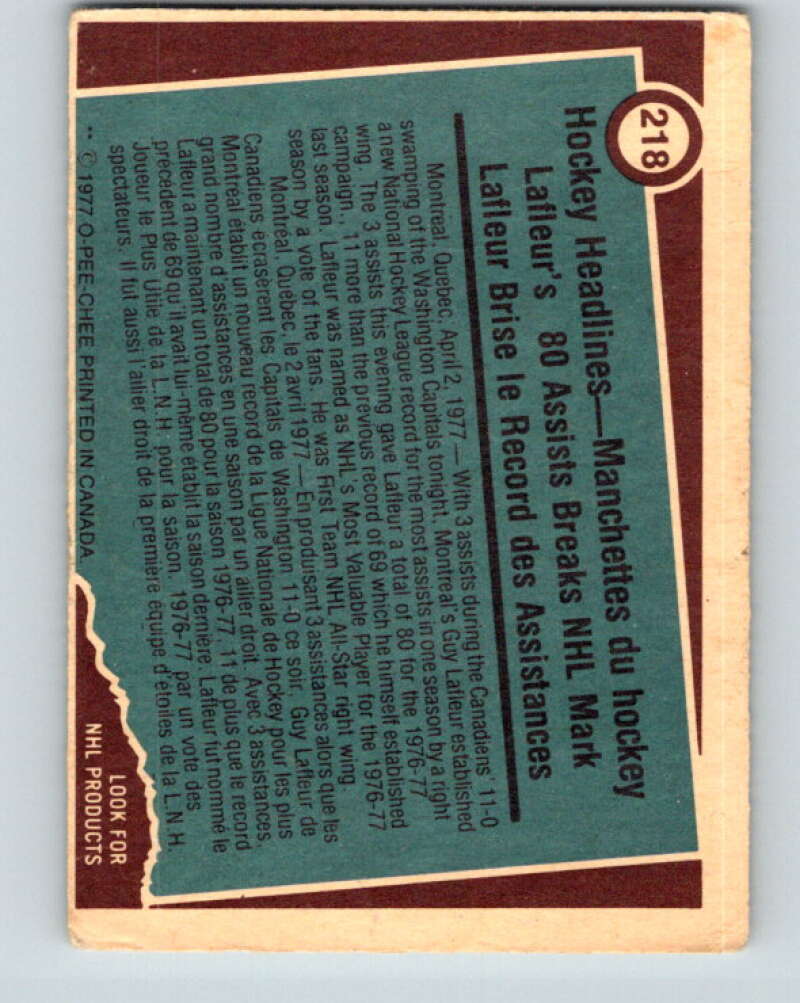 218
Hockey Headlines—Manchettes du hockey
Lafleur's 80 Assists Breaks NHL Mark
Lafleur Brise le Record des Assistances
Montreal, Quebec, April 2, 1977 — With 3 assists during the Canadiens' 11-0
swamping of the Washington Capitals tonight, Montreal's Guy Lafleur established
a new National Hockey League record for the most assists in one season by a right
wing. The 3 assists this evening gave Lafleur a total of 80 for the 1976-77
campaign., 11 more than the previous record of 69 which he himself established
last season. Lafleur was named as NHL's Most Valuable Player for the 1976-77
season by a vote of the fans. He was First Team NHL All-Star right wing.
Montréal, Québec, le 2 avril 1977 — En produisant 3 assistances alors que les
Canadiens écrasèrent les Capitals de Washington 11-0 ce soir, Guy Lafleur de
Montréal établit un nouveau record de la Ligue Nationale de Hockey pour les plus
grand nombre d'assistances en une saison par un ailier droit. Avec 3 assistances,
Lafleur a maintenant un total de 80 pour la saison 1976-77, 11 de plus que le record
précédent de 69 qu'il avait lui-même établit la saison dernière. Lafleur fut nommé le
Joueur le Plus Utile de la L.N.H. pour la saison. 1976-77 par un vote des
spectateurs. Il fut aussi l'ailier droit de la première équipe d'étoiles de la L.N.H.
** © 1977 O-PEE-CHEE PRINTED IN CANADA.
LOOK FOR
NHL PRODUCTS